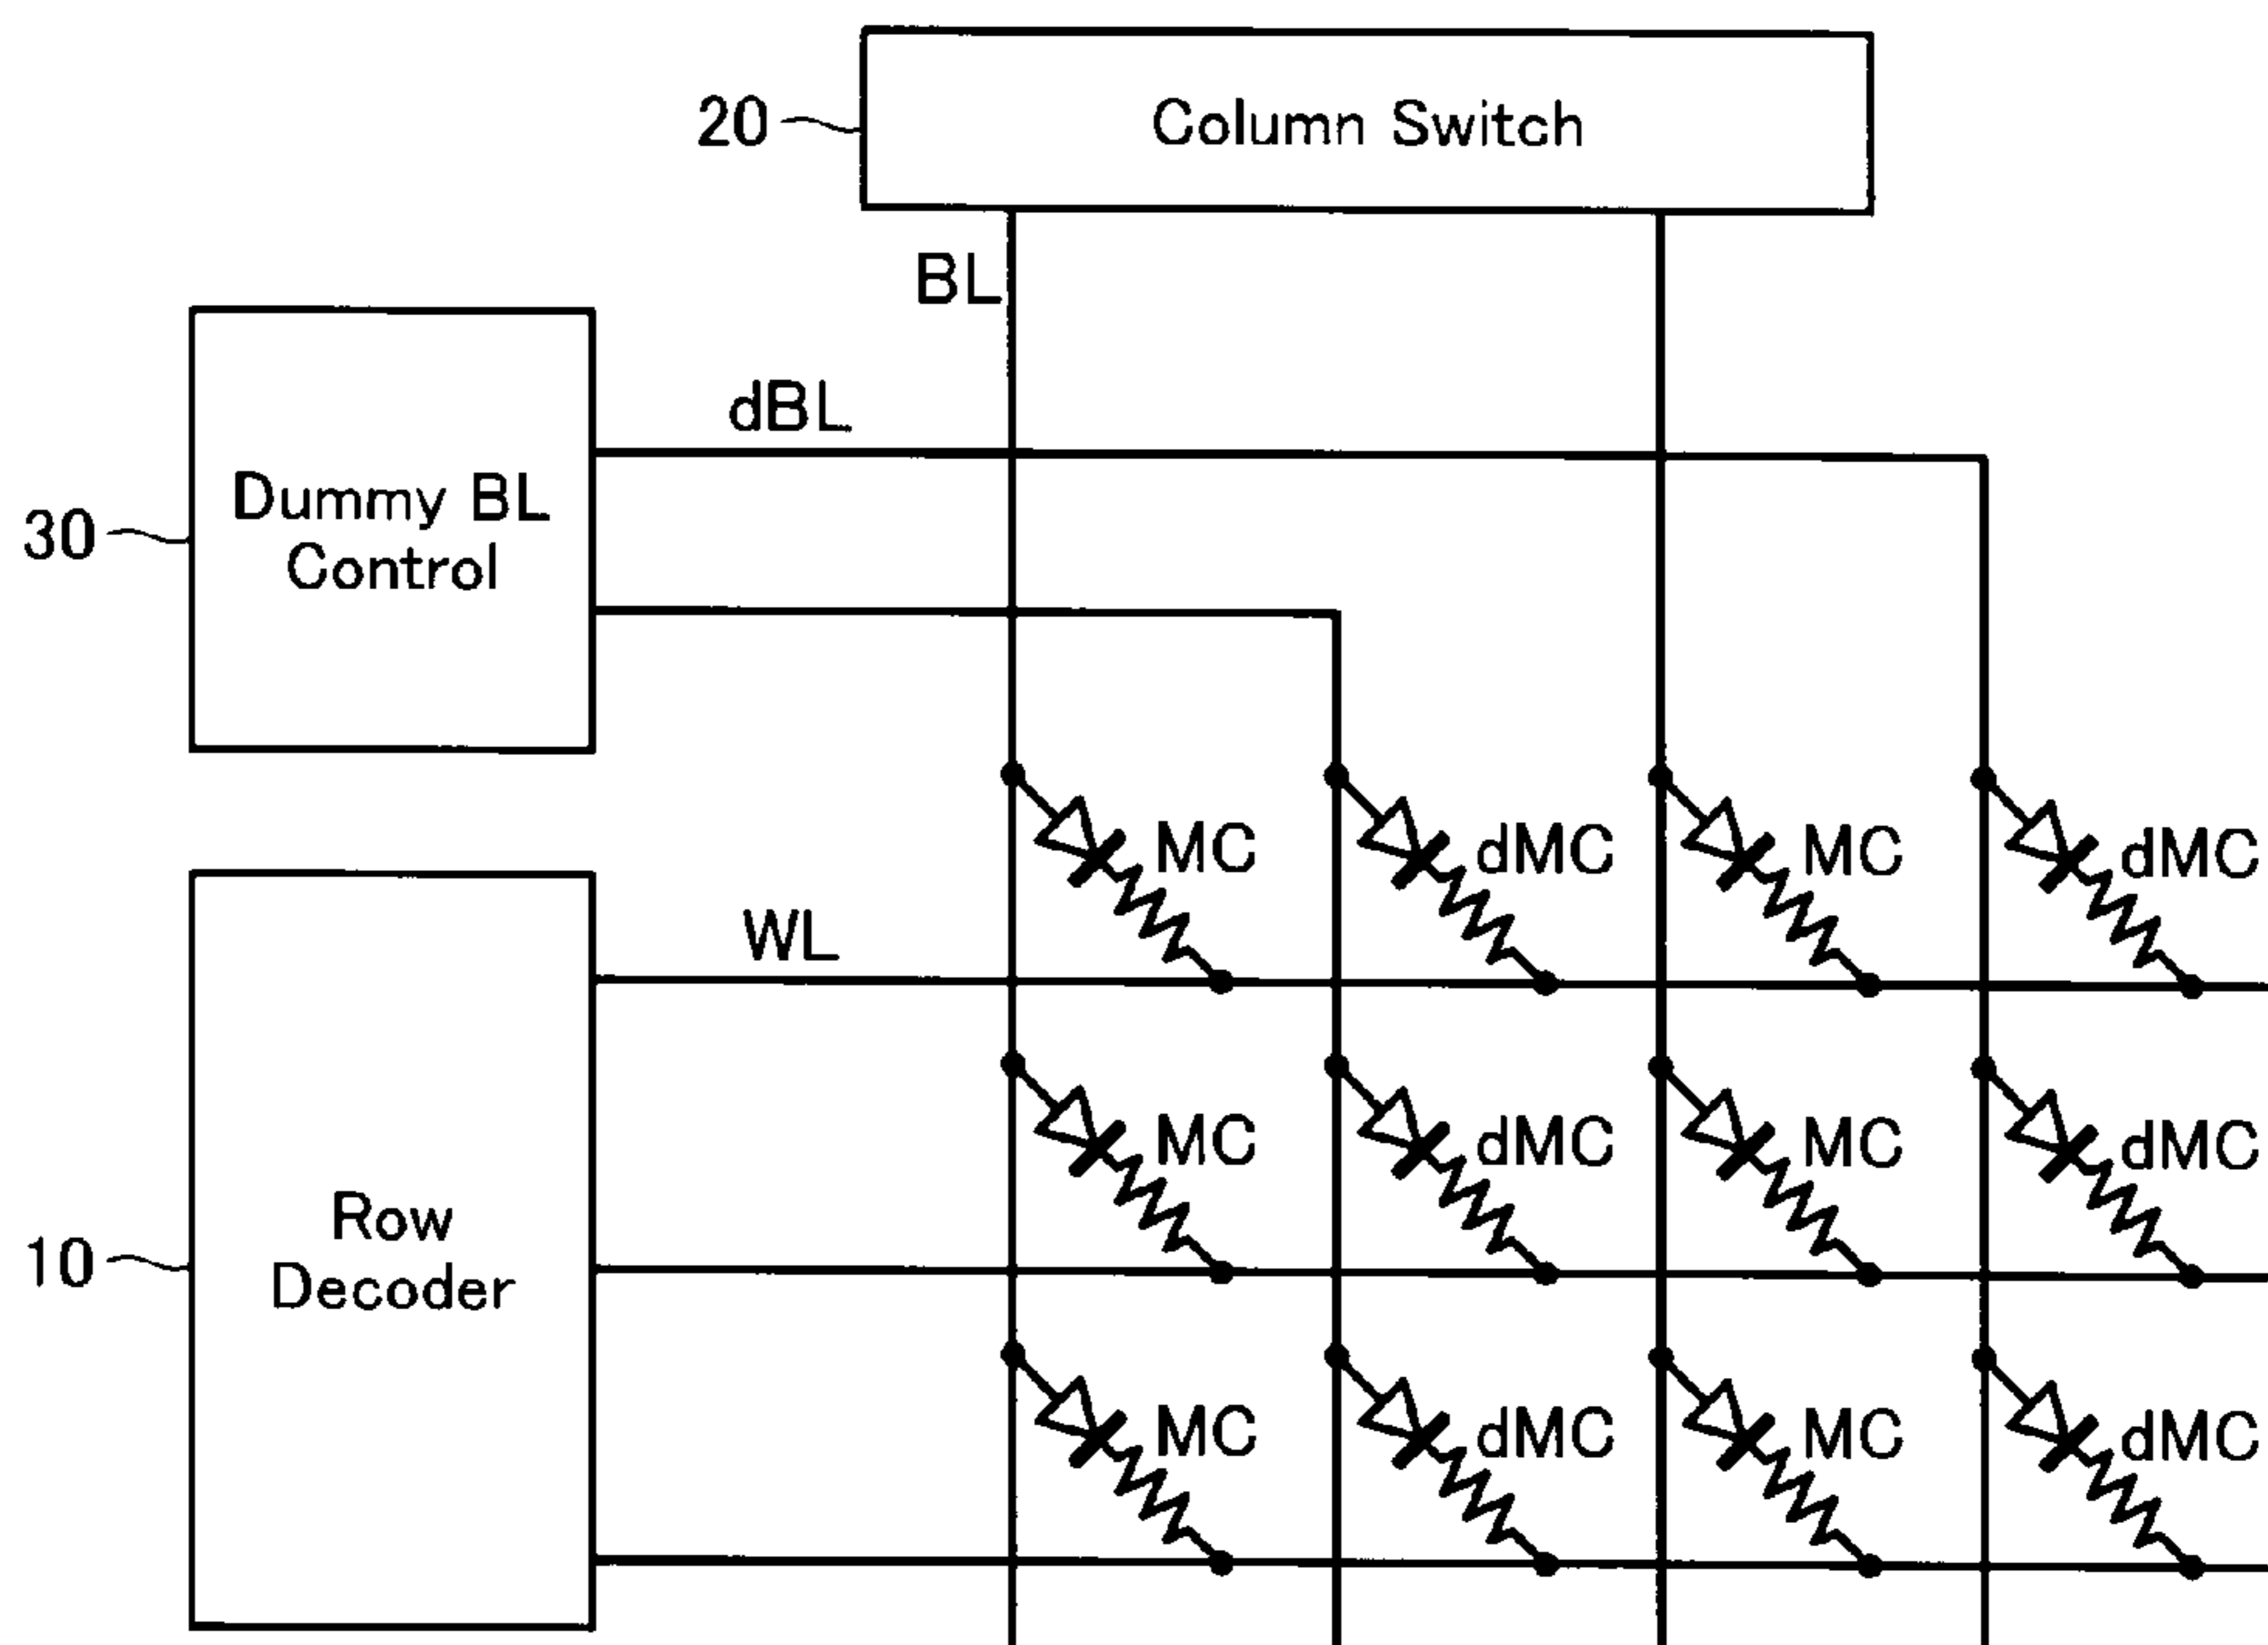 20
Column Switch
BL
dBL
30
Dummy BL
Control
MC dMC MC dMC
WL
MC dMC MC dMC
10
Row
Decoder
MC dMC MC dMC